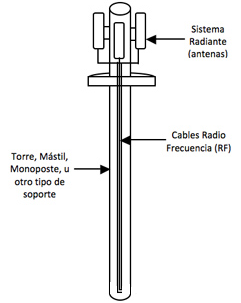 Sistema
Radiante
(antenas)
Cables Radio
Frecuencia (RF)
Torre, Mástil,
Monoposte, u
otro tipo de
soporte